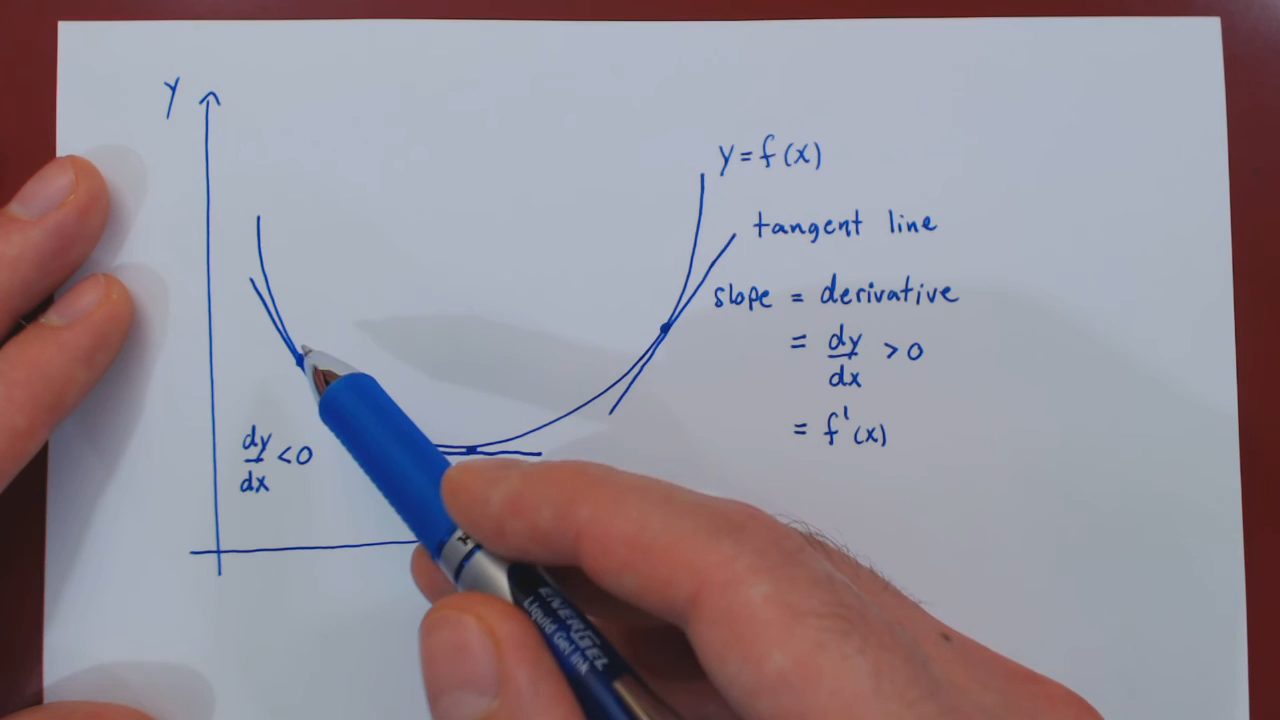 y
y = f(x)
tangent line
slope = derivative
= dy/dx > 0
= f'(x)
dy/dx < 0
ENERGEL
Liquid Gel Ink